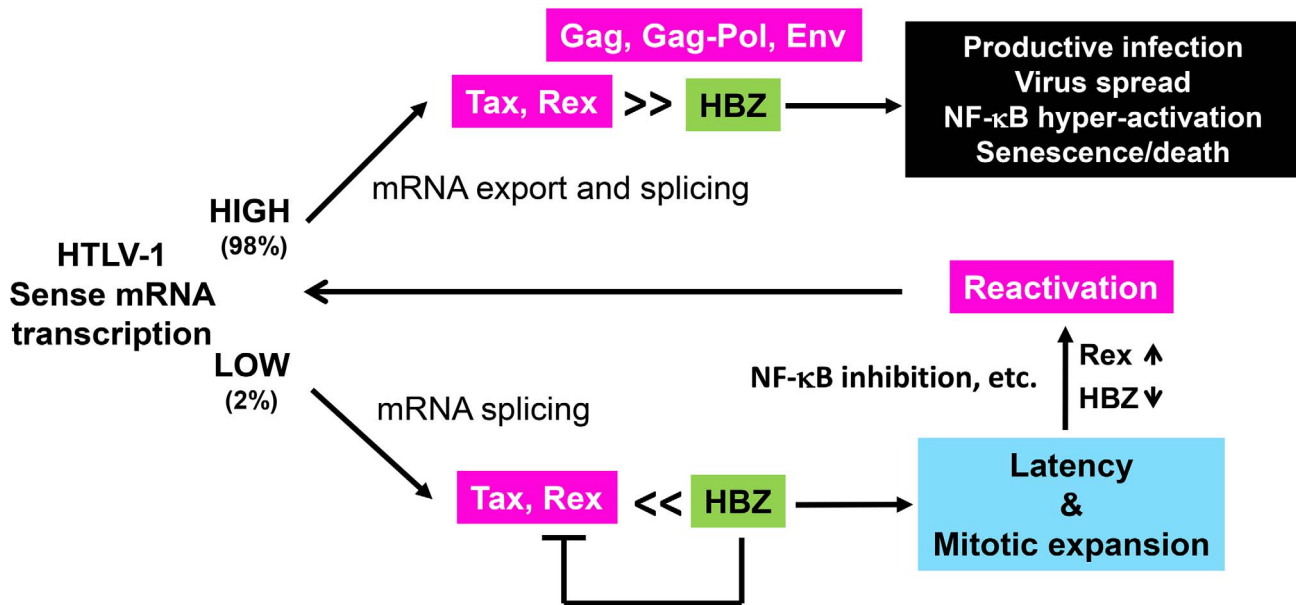 Gag, Gag-Pol, Env
Tax, Rex >> HBZ
Productive infection
Virus spread
NF-κB hyper-activation
Senescence/death
mRNA export and splicing
HIGH
(98%)
HTLV-1
Sense mRNA
transcription
Reactivation
LOW
(2%)
NF-κB inhibition, etc.
Rex ↑
HBZ ↓
mRNA splicing
Tax, Rex << HBZ
Latency
&
Mitotic expansion